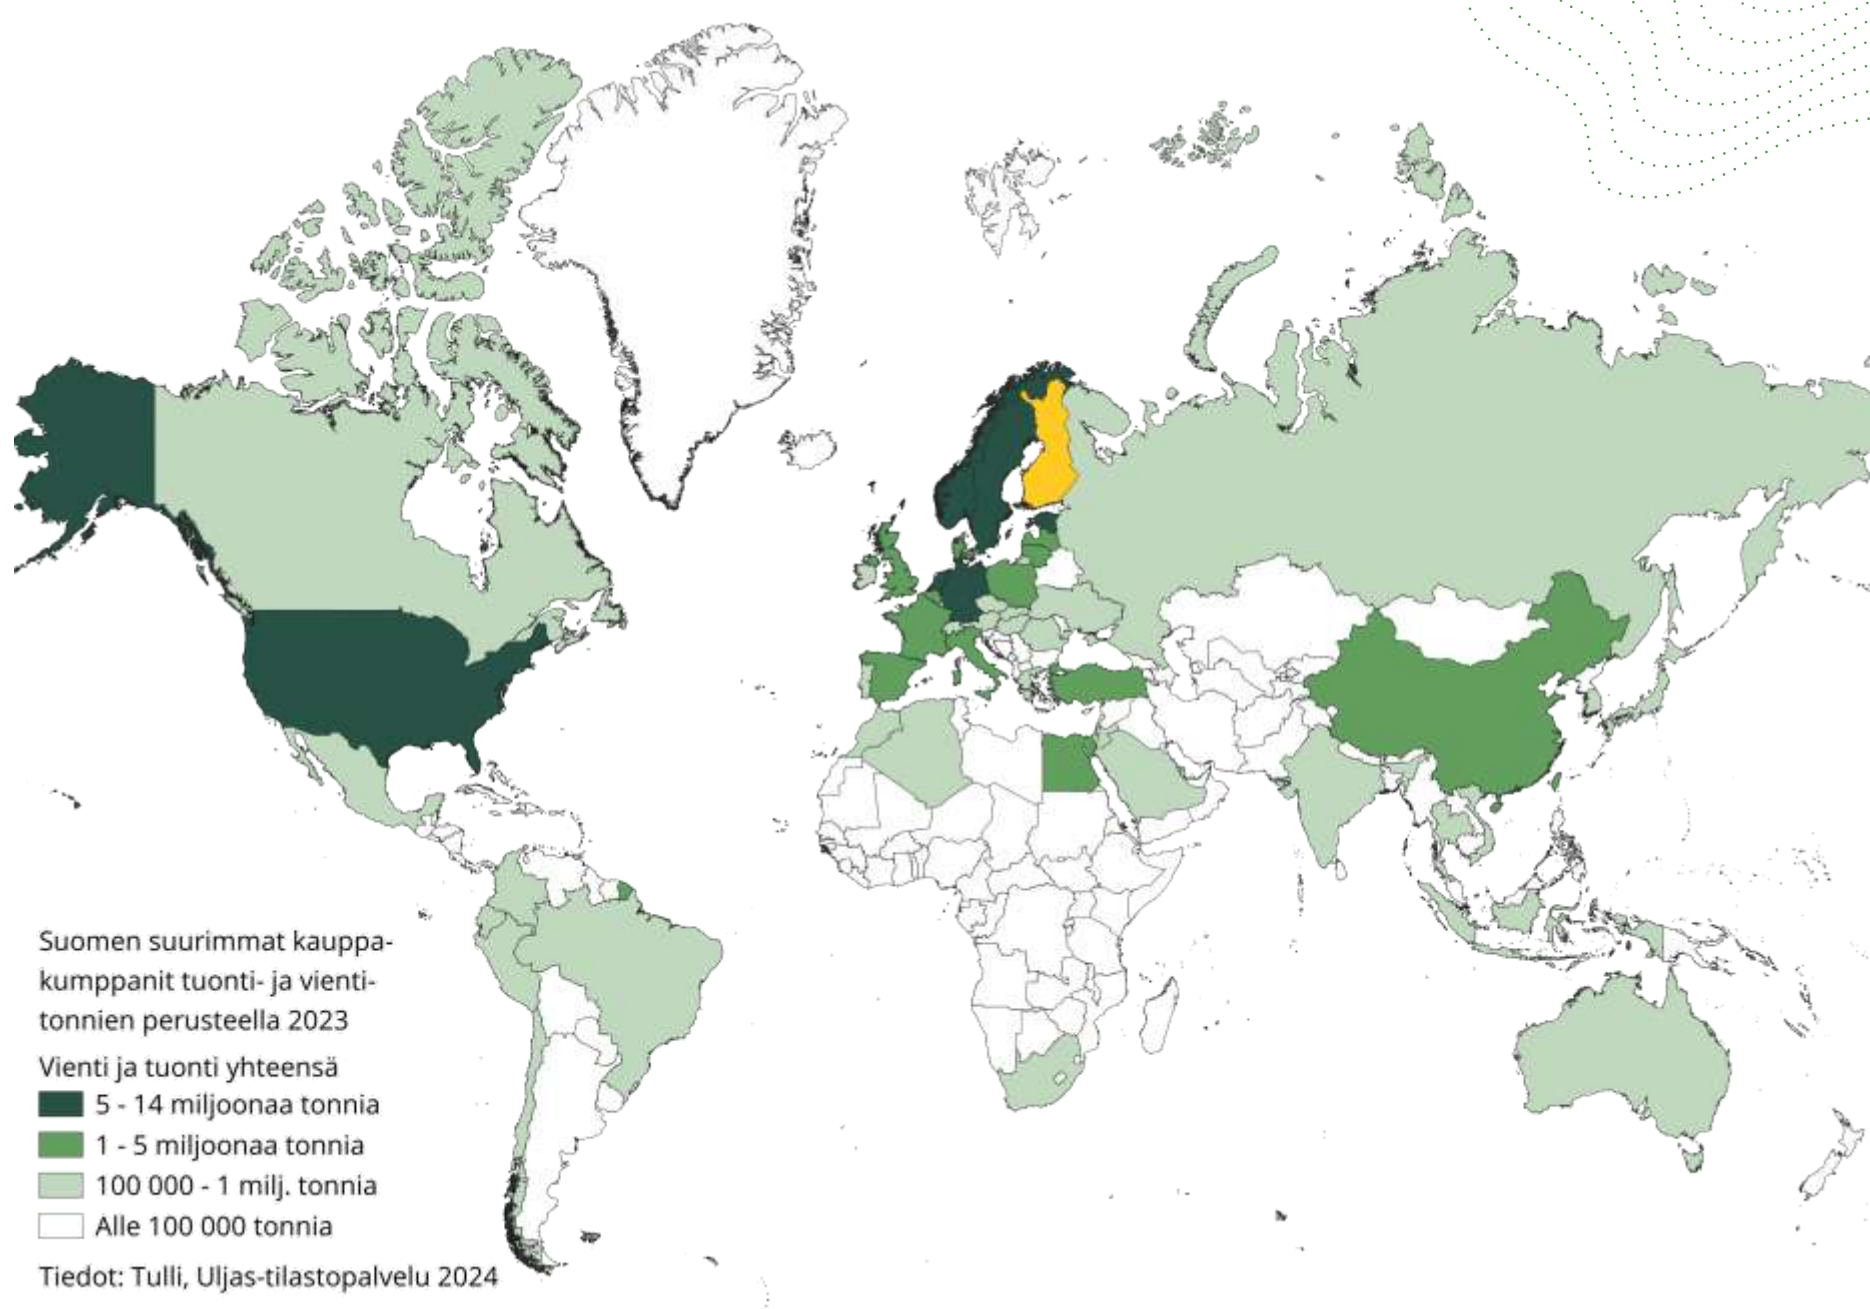 Suomen suurimmat kauppa-
kumppanit tuonti- ja vienti-
tonnien perusteella 2023
Vienti ja tuonti yhteensä
5 - 14 miljoonaa tonnia
1 - 5 miljoonaa tonnia
100 000 - 1 milj. tonnia
Alle 100 000 tonnia
Tiedot: Tulli, Uljas-tilastopalvelu 2024